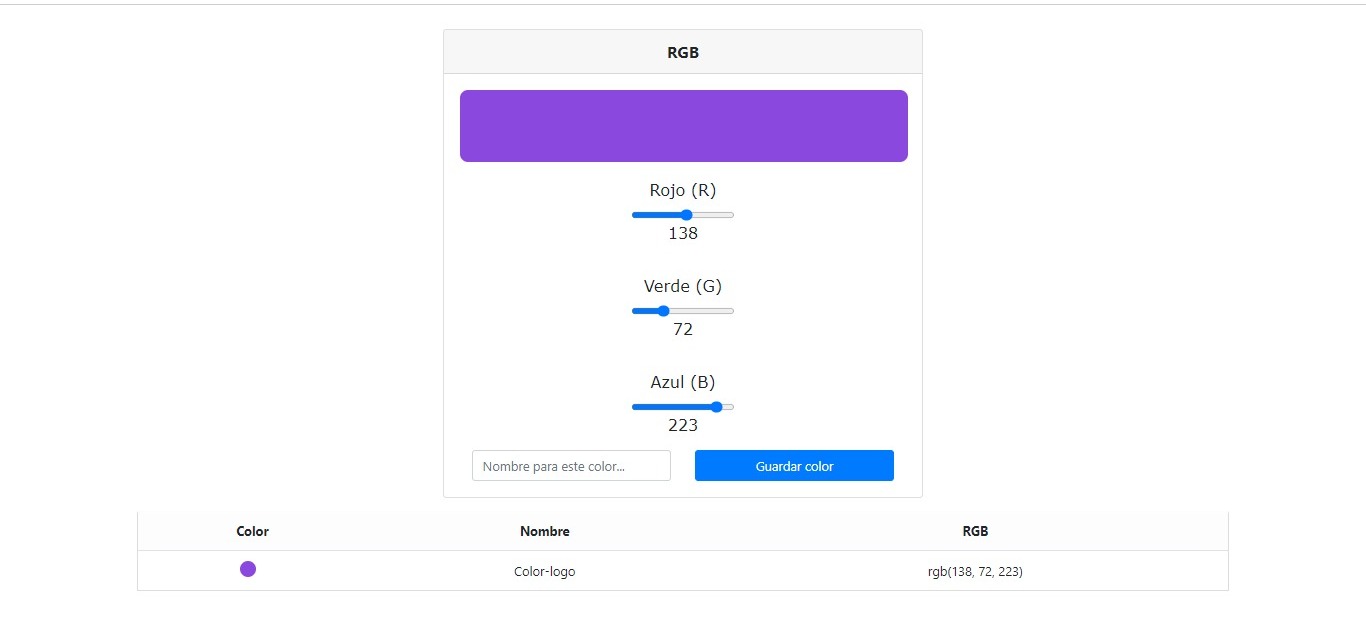 RGB
Rojo (R)
138
Verde (G)
72
Azul (B)
223
Nombre para este color... Guardar color
Color Nombre RGB
Color-logo rgb(138, 72, 223)